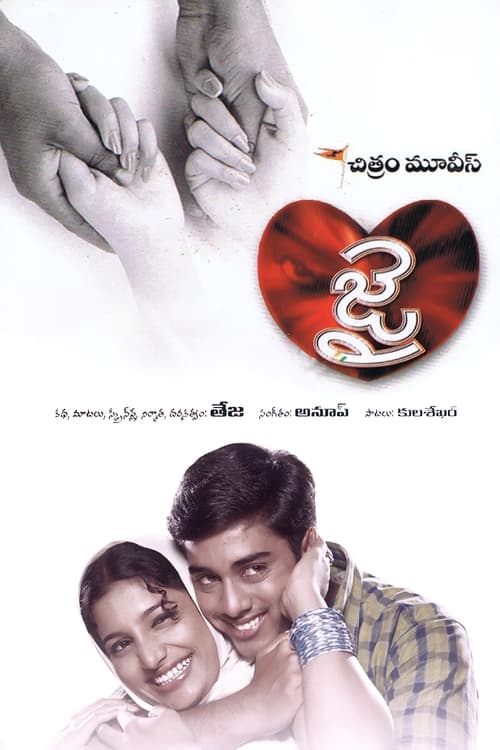 చిత్రం మూవీస్
జై
కథ, మాటలు, స్క్రీన్‌ప్లే, నిర్మాత, దర్శకత్వం: తేజ సంగీతం: అనూప్ పాటలు: కులశేఖర్